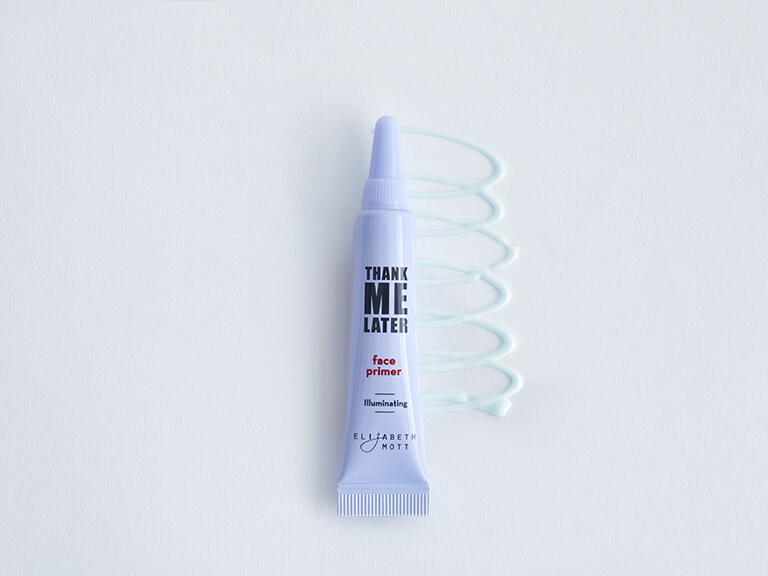 THANK
ME
LATER
face
primer
Illuminating
ELIZABETH
MOTT